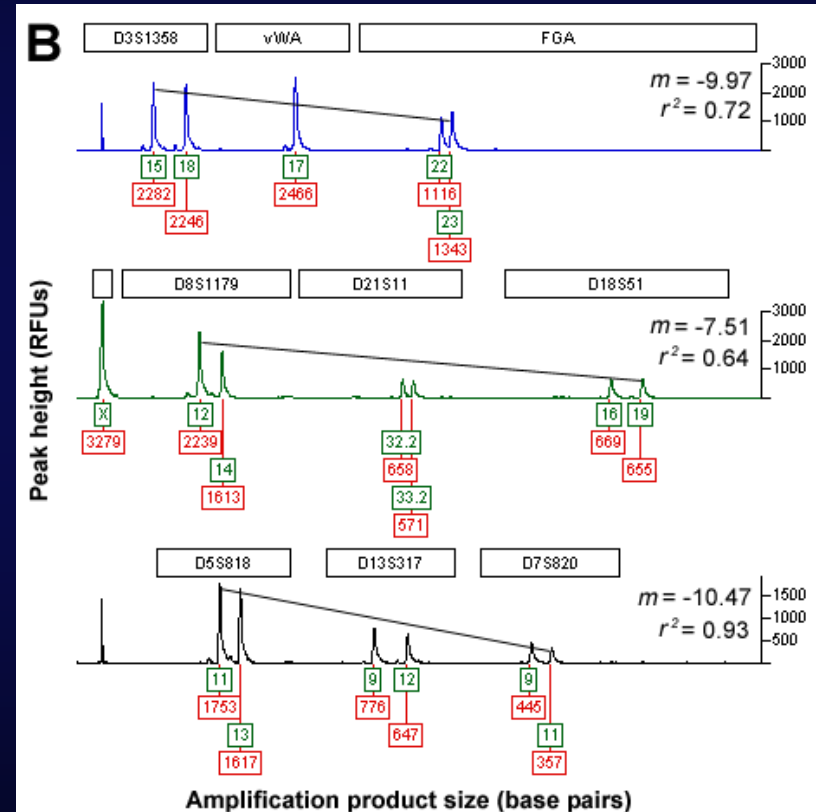 B
D3S1358 vWA FGA
3000
2000
1000
m = -9.97
r² = 0.72
15 18 17 22
2282 2466 1116
2246 23
1343
D8S1179 D21S11 D18S51
3000
2000
1000
m = -7.51
r² = 0.64
X 12 32.2 16 19
3279 2239 658 669
14 33.2 655
1613 571
D5S818 D13S317 D7S820
1500
1000
500
m = -10.47
r² = 0.93
11 9 12 9
1753 776 445
13 647 11
1617 357
Peak height (RFUs)
Amplification product size (base pairs)